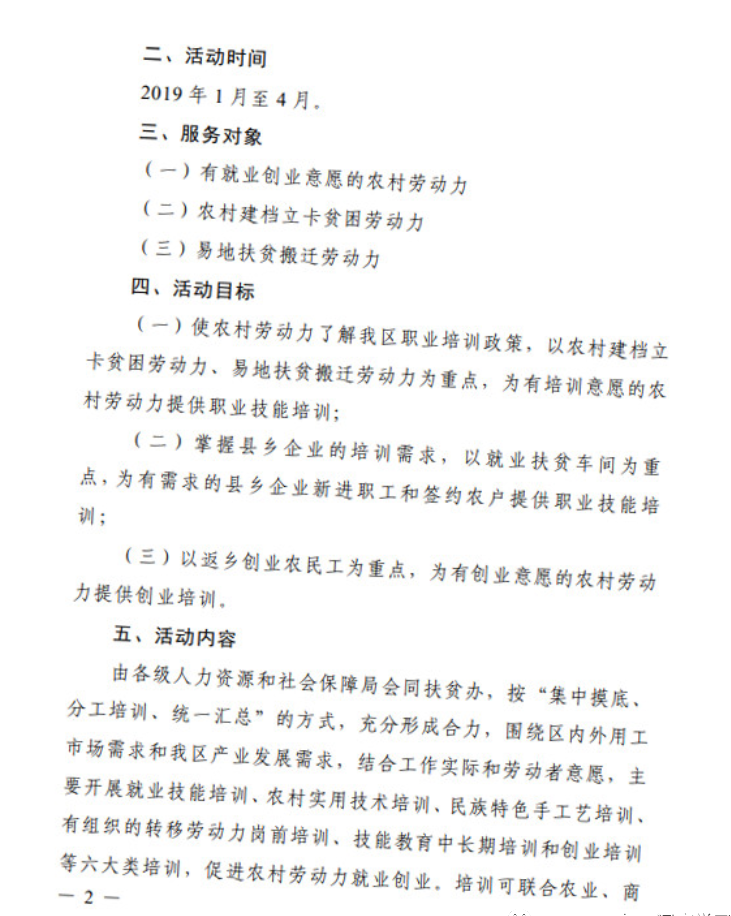 二、活动时间
2019 年 1 月至 4 月。
三、服务对象
（一）有就业创业意愿的农村劳动力
（二）农村建档立卡贫困劳动力
（三）易地扶贫搬迁劳动力
四、活动目标
（一）使农村劳动力了解我区职业培训政策，以农村建档立
卡贫困劳动力、易地扶贫搬迁劳动力为重点，为有培训意愿的农
村劳动力提供职业技能培训；
（二）掌握县乡企业的培训需求，以就业扶贫车间为重
点，为有需求的县乡企业新进职工和签约农户提供职业技能培
训；
（三）以返乡创业农民工为重点，为有创业意愿的农村劳动
力提供创业培训。
五、活动内容
由各级人力资源和社会保障局会同扶贫办，按“集中摸底、
分工培训、统一汇总”的方式，充分形成合力，围绕区内外用工
市场需求和我区产业发展需求，结合工作实际和劳动者意愿，主
要开展就业技能培训、农村实用技术培训、民族特色手工艺培训、
有组织的转移劳动力岗前培训、技能教育中长期培训和创业培训
等六大类培训，促进农村劳动力就业创业。培训可联合农业、商
— 2 —